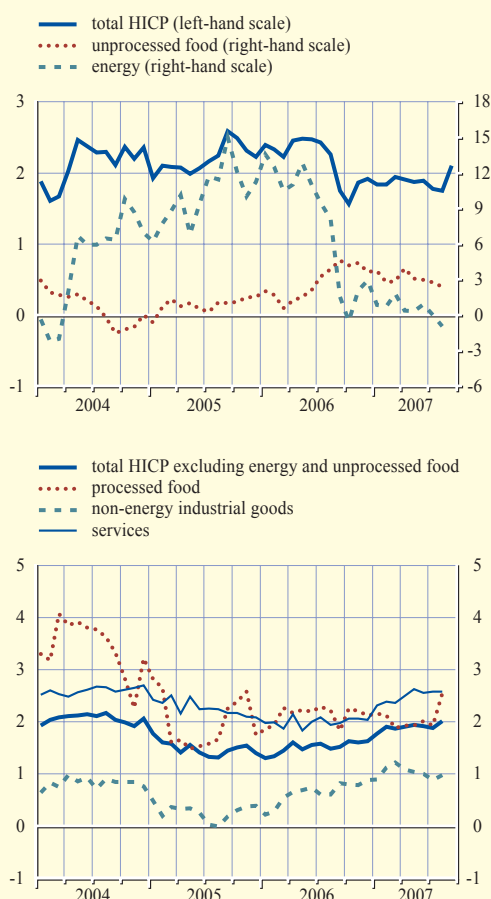 total HICP (left-hand scale)
unprocessed food (right-hand scale)
energy (right-hand scale)
3 18
15
2 12
9
1 6
3
0 0
-3
-1 -6
2004 2005 2006 2007
total HICP excluding energy and unprocessed food
processed food
non-energy industrial goods
services
5 5
4 4
3 3
2 2
1 1
0 0
-1 -1
2004 2005 2006 2007